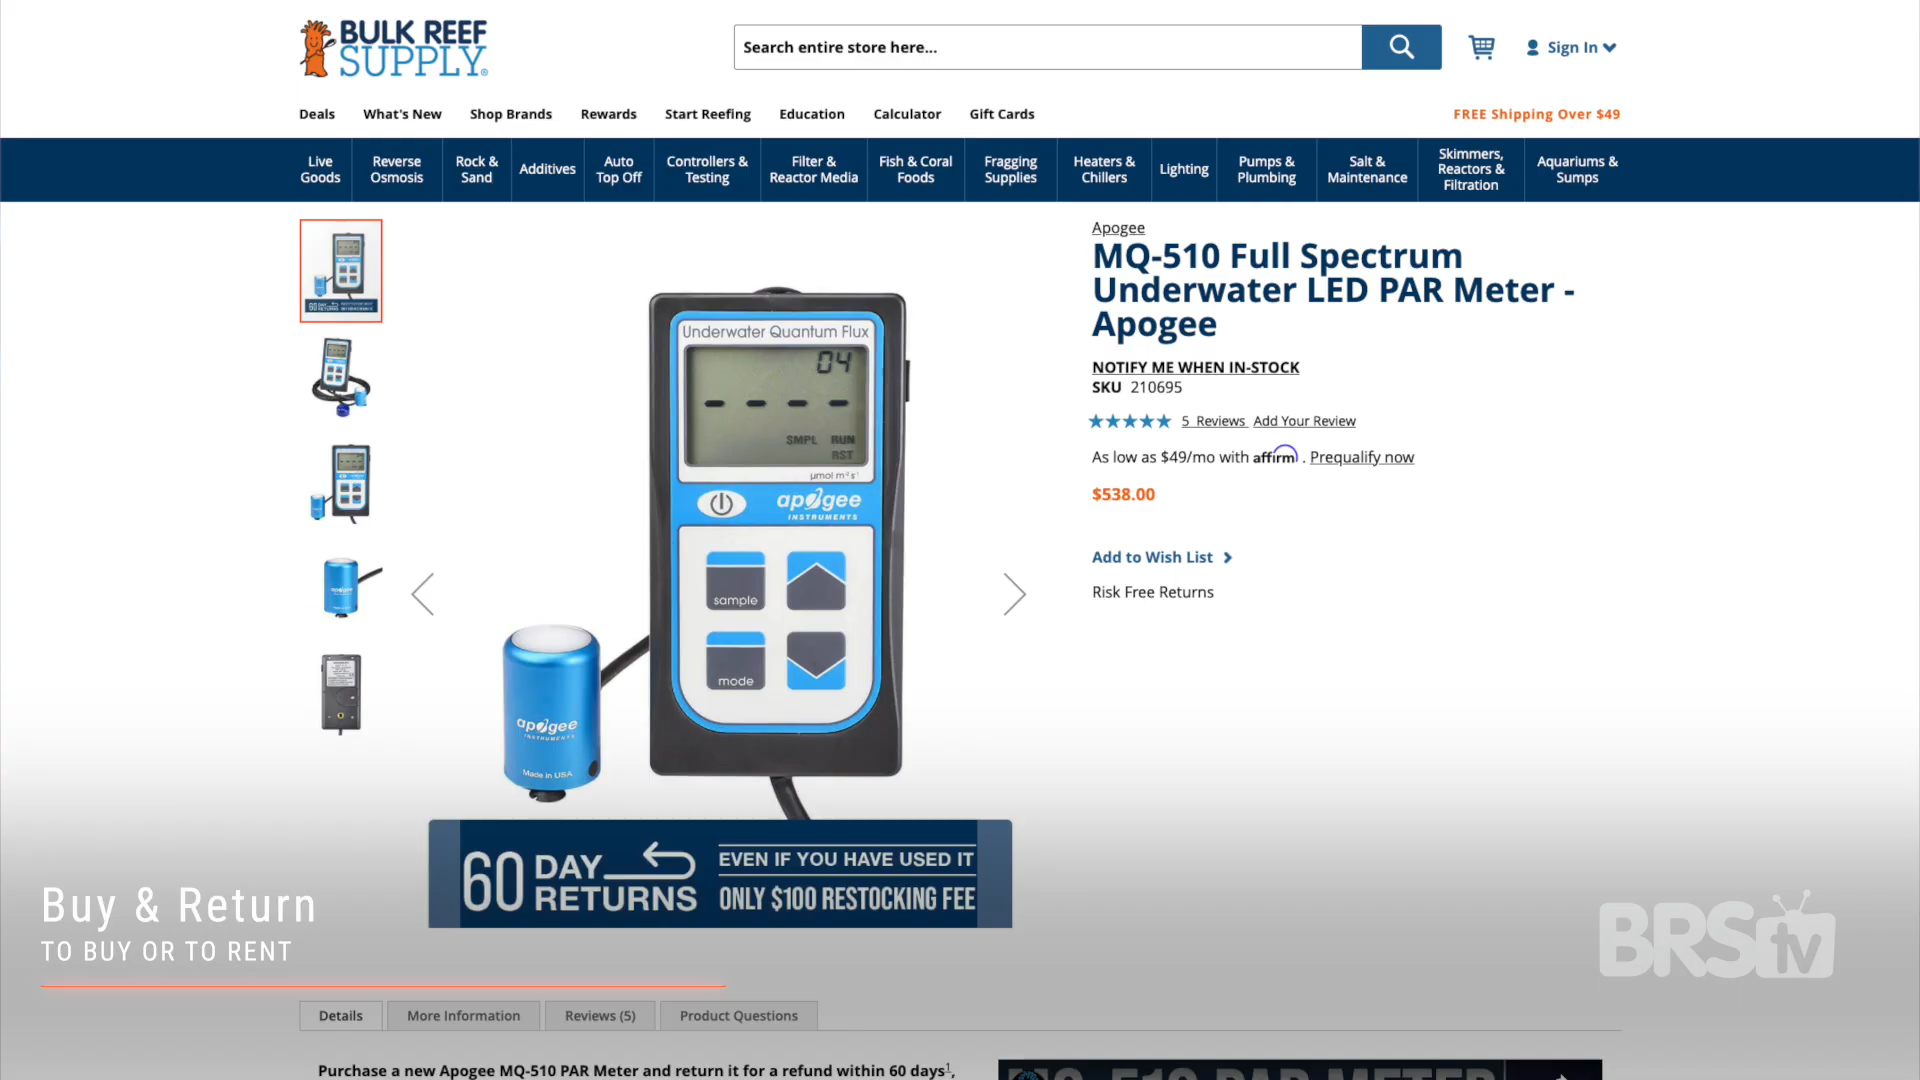 BULK REEF
SUPPLY
Search entire store here...
Sign In
Deals
What's New
Shop Brands
Rewards
Start Reefing
Education
Calculator
Gift Cards
FREE Shipping Over $49
Live Goods
Reverse Osmosis
Rock & Sand
Additives
Auto Top Off
Controllers & Testing
Filter & Reactor Media
Fish & Coral Foods
Fragging Supplies
Heaters & Chillers
Lighting
Pumps & Plumbing
Salt & Maintenance
Skimmers, Reactors & Filtration
Aquariums & Sumps
Apogee
MQ-510 Full Spectrum
Underwater LED PAR Meter -
Apogee
NOTIFY ME WHEN IN-STOCK
SKU 210695
5 Reviews Add Your Review
As low as $49/mo with affirm . Prequalify now
$538.00
Add to Wish List
Risk Free Returns
Underwater Quantum Flux
04
- - - -
SMPL RUN
RST
µmol m⁻² s⁻¹
apogee
INSTRUMENTS
sample
mode
apogee
INSTRUMENTS
Made in USA
60 DAY RETURNS
EVEN IF YOU HAVE USED IT
ONLY $100 RESTOCKING FEE
Buy & Return
TO BUY OR TO RENT
BRStv
Details
More Information
Reviews (5)
Product Questions
Purchase a new Apogee MQ-510 PAR Meter and return it for a refund within 60 days¹,
MQ-510 PAR METER